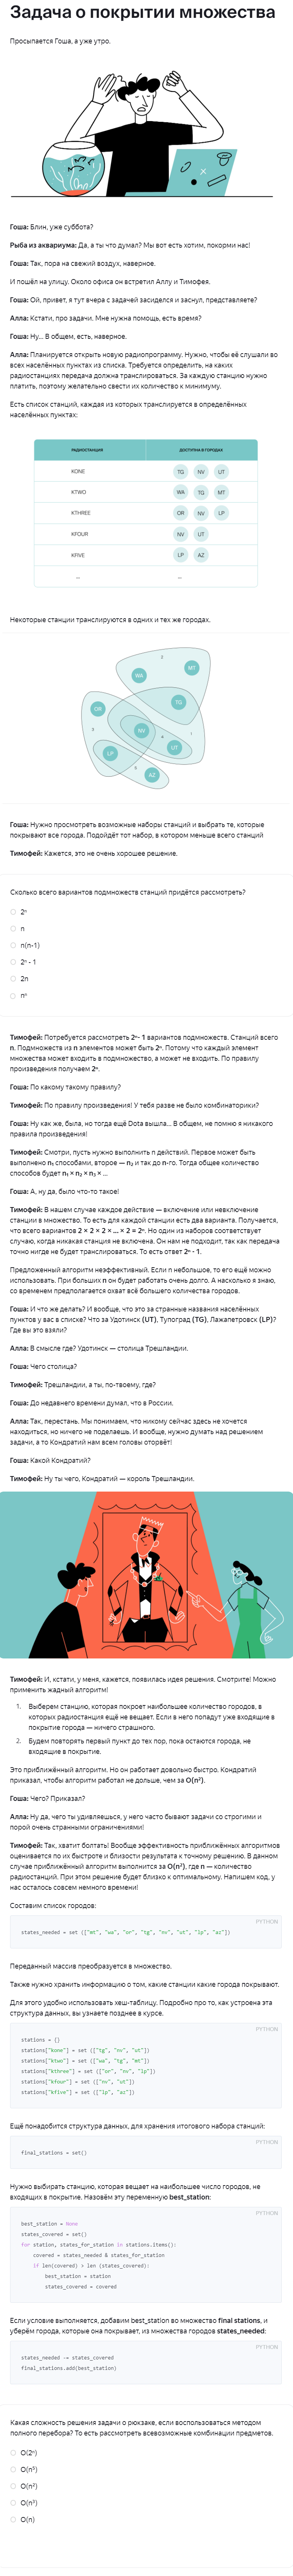 Задача о покрытии множества
Просыпается Гоша, а уже утро.
Гоша: Блин, уже суббота?
Рыба из аквариума: Да, а ты что думал? Мы вот есть хотим, покорми нас!
Гоша: Так, пора на свежий воздух, наверное.
И пошёл на улицу. Около офиса он встретил Аллу и Тимофея.
Гоша: Ой, привет, я тут вчера с задачей засиделся и заснул, представляете?
Алла: Кстати, про задачи. Мне нужна помощь, есть время?
Гоша: Ну... В общем, есть, наверное.
Алла: Планируется открыть новую радиопрограмму. Нужно, чтобы её слушали во
всех населённых пунктах из списка. Требуется определить, на каких
радиостанциях передача должна транслироваться. За каждую станцию нужно
платить, поэтому желательно свести их количество к минимуму.
Есть список станций, каждая из которых транслируется в определённых
населённых пунктах:
РАДИОСТАНЦИЯ ДОСТУПНА В ГОРОДАХ
KONE TG NV UT
KTWO WA TG MT
KTHREE OR NV LP
KFOUR NV UT
KFIVE LP AZ
... ...
Некоторые станции транслируются в одних и тех же городах.
2
MT
WA
TG
OR
3
NV
4
1
UT
LP
5
AZ
Гоша: Нужно просмотреть возможные наборы станций и выбрать те, которые
покрывают все города. Подойдёт тот набор, в котором меньше всего станций
Тимофей: Кажется, это не очень хорошее решение.
Сколько всего вариантов подмножеств станций придётся рассмотреть?
2ⁿ
n
n(n-1)
2ⁿ - 1
2n
nⁿ
Тимофей: Потребуется рассмотреть 2ⁿ- 1 вариантов подмножеств. Станций всего
n. Подмножеств из n элементов может быть 2ⁿ. Потому что каждый элемент
множества может входить в подмножество, а может не входить. По правилу
произведения получаем 2ⁿ.
Гоша: По какому такому правилу?
Тимофей: По правилу произведения! У тебя разве не было комбинаторики?
Гоша: Ну как же, была, но тогда ещё Dota вышла... В общем, не помню я никакого
правила произведения!
Тимофей: Смотри, пусть нужно выполнить n действий. Первое может быть
выполнено n₁ способами, второе — n₂ и так до n-го. Тогда общее количество
способов будет n₁ × n₂ × n₃ × ...
Гоша: А, ну да, было что-то такое!
Тимофей: В нашем случае каждое действие — включение или невключение
станции в множество. То есть для каждой станции есть два варианта. Получается,
что всего вариантов 2 × 2 × 2 × ... × 2 = 2ⁿ. Но один из наборов соответствует
случаю, когда никакая станция не включена. Он нам не подходит, так как передача
точно нигде не будет транслироваться. То есть ответ 2ⁿ - 1.
Предложенный алгоритм неэффективный. Если n небольшое, то его ещё можно
использовать. При больших n он будет работать очень долго. А насколько я знаю,
со временем предполагается охват всё большего количества городов.
Гоша: И что же делать? И вообще, что это за странные названия населённых
пунктов у вас в списке? Что за Удотинск (UT), Тулоград (TG), Лажапетровск (LP)?
Где вы это взяли?
Алла: В смысле где? Удотинск — столица Трешландии.
Гоша: Чего столица?
Тимофей: Трешландии, а ты, по-твоему, где?
Гоша: До недавнего времени думал, что в России.
Алла: Так, перестань. Мы понимаем, что никому сейчас здесь не хочется
находиться, но ничего не поделаешь. И вообще, нужно думать над решением
задачи, а то Кондратий нам всем головы оторвёт!
Гоша: Какой Кондратий?
Тимофей: Ну ты чего, Кондратий — король Трешландии.
Тимофей: И, кстати, у меня, кажется, появилась идея решения. Смотрите! Можно
применить жадный алгоритм!
1. Выберем станцию, которая покроет наибольшее количество городов, в
которых радиостанция ещё не вещает. Если в него попадут уже входящие в
покрытие города — ничего страшного.
2. Будем повторять первый пункт до тех пор, пока остаются города, не
входящие в покрытие.
Это приближённый алгоритм. Но он работает довольно быстро. Кондратий
приказал, чтобы алгоритм работал не дольше, чем за O(n²).
Гоша: Чего? Приказал?
Алла: Ну да, чего ты удивляешься, у него часто бывают задачи со строгими и
порой очень странными ограничениями!
Тимофей: Так, хватит болтать! Вообще эффективность приближённых алгоритмов
оценивается по их быстроте и близости результата к точному решению. В данном
случае приближённый алгоритм выполнится за O(n²), где n — количество
радиостанций. При этом решение будет близко к оптимальному. Напишем код, у
нас осталось совсем немного времени!
Составим список городов:
PYTHON
states_needed = set (["mt", "wa", "or", "tg", "nv", "ut", "lp", "az"])
Переданный массив преобразуется в множество.
Также нужно хранить информацию о том, какие станции какие города покрывают.
Для этого удобно использовать хеш-таблицу. Подробно про то, как устроена эта
структура данных, вы узнаете позднее в курсе.
PYTHON
stations = {}
stations["kone"] = set (["tg", "nv", "ut"])
stations["ktwo"] = set (["wa", "tg", "mt"])
stations["kthree"] = set (["or", "nv", "lp"])
stations["kfour"] = set (["nv", "ut"])
stations["kfive"] = set (["lp", "az"])
Ещё понадобится структура данных, для хранения итогового набора станций:
PYTHON
final_stations = set()
Нужно выбирать станцию, которая вещает на наибольшее число городов, не
входящих в покрытие. Назовём эту переменную best_station:
PYTHON
best_station = None
states_covered = set()
for station, states_for_station in stations.items():
covered = states_needed & states_for_station
if len(covered) > len (states_covered):
best_station = station
states_covered = covered
Если условие выполняется, добавим best_station во множество final stations, и
уберём города, которые она покрывает, из множества городов states_needed:
PYTHON
states_needed -= states_covered
final_stations.add(best_station)
Какая сложность решения задачи о рюкзаке, если воспользоваться методом
полного перебора? То есть рассмотреть всевозможные комбинации предметов.
O(2ⁿ)
O(n⁵)
O(n²)
O(n³)
O(n)